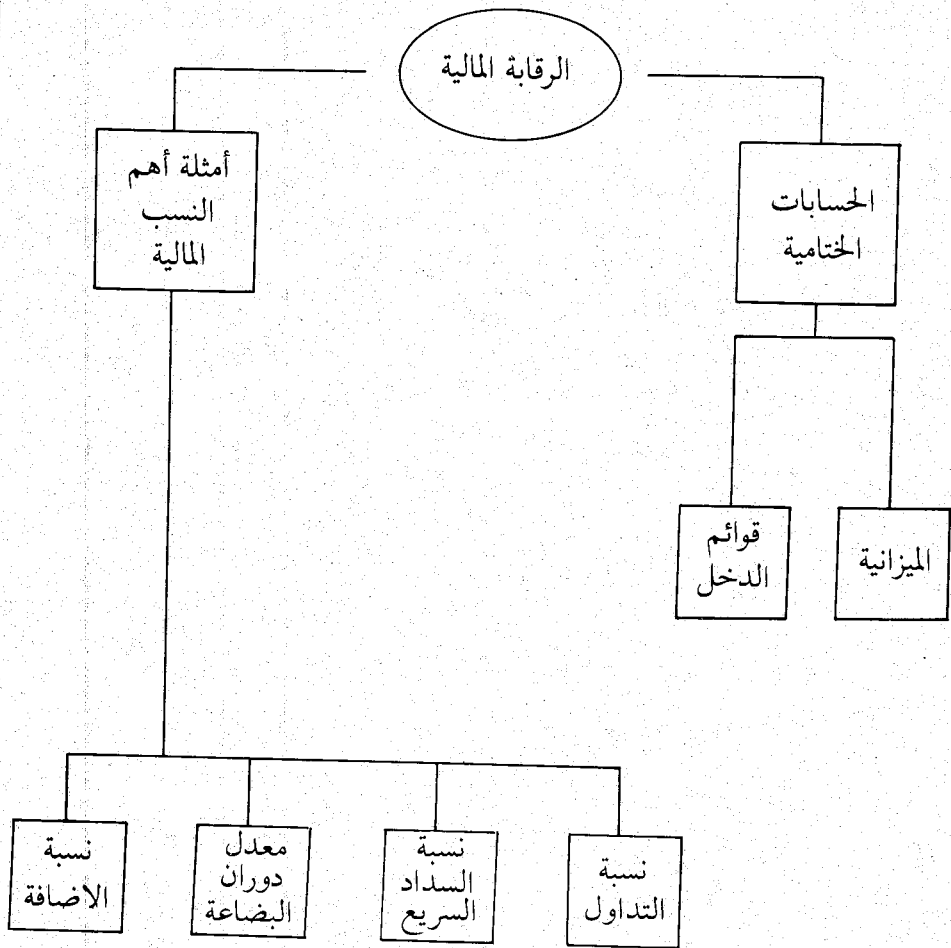 الرقابة المالية
الحسابات
الختامية
أمثلة أهم
النسب
المالية
الميزانية
قوائم
الدخل
نسبة
التداول
نسبة
السداد
السريع
معدل
دوران
البضاعة
نسبة
الاضافة